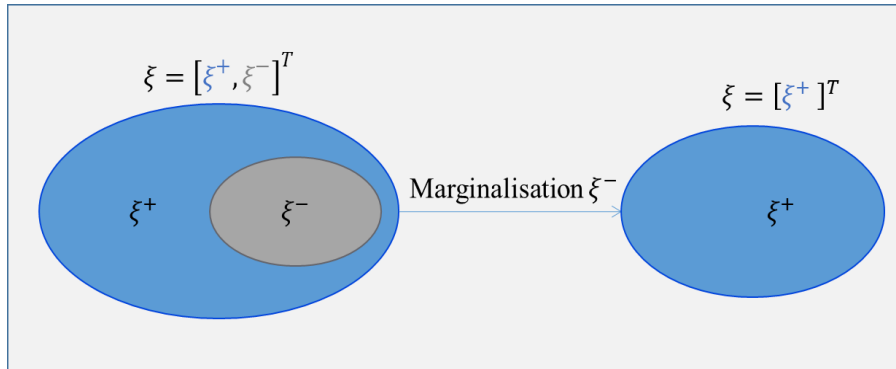 ξ = [ξ⁺, ξ⁻]ᵀ
ξ = [ξ⁺ ]ᵀ
ξ⁺
ξ⁻
Marginalisation ξ⁻
ξ⁺